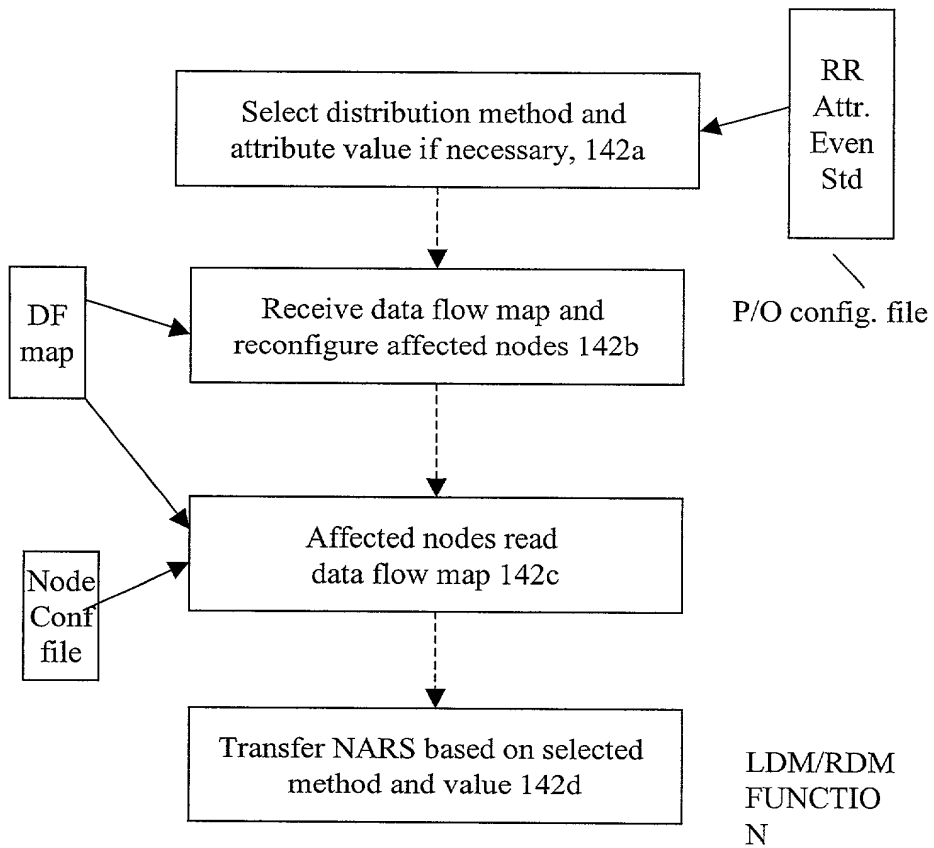 RR
Attr.
Even
Std
Select distribution method and
attribute value if necessary, 142a
P/O config. file
DF
map
Receive data flow map and
reconfigure affected nodes 142b
Affected nodes read
data flow map 142c
Node
Conf
file
Transfer NARS based on selected
method and value 142d
LDM/RDM
FUNCTIO
N